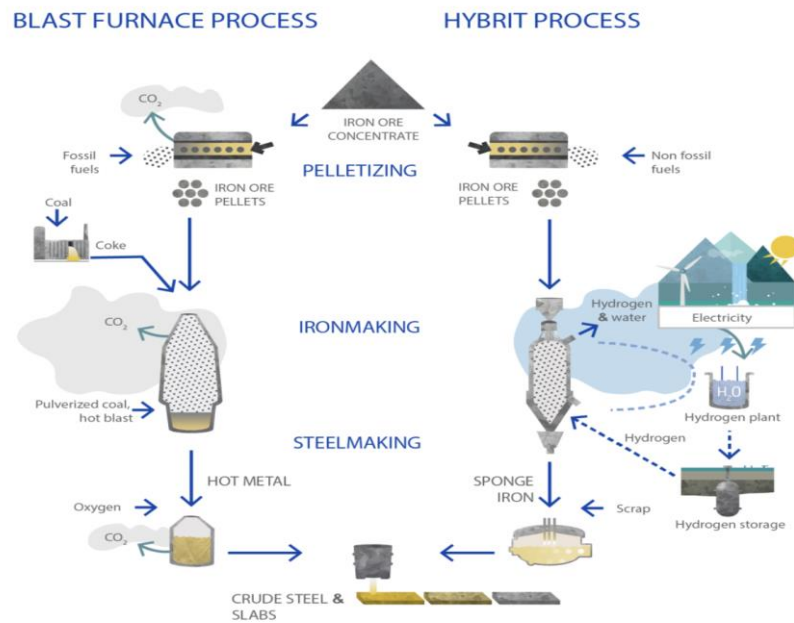 BLAST FURNACE PROCESS
HYBRIT PROCESS
CO₂
IRON ORE
CONCENTRATE
Fossil
fuels
PELLETIZING
Non fossil
fuels
IRON ORE
PELLETS
IRON ORE
PELLETS
Coal
Coke
Hydrogen
& water
Electricity
CO₂
IRONMAKING
H₂O
Pulverized coal,
hot blast
Hydrogen plant
STEELMAKING
Hydrogen
HOT METAL
SPONGE
IRON
Oxygen
Scrap
Hydrogen storage
CO₂
CRUDE STEEL &
SLABS